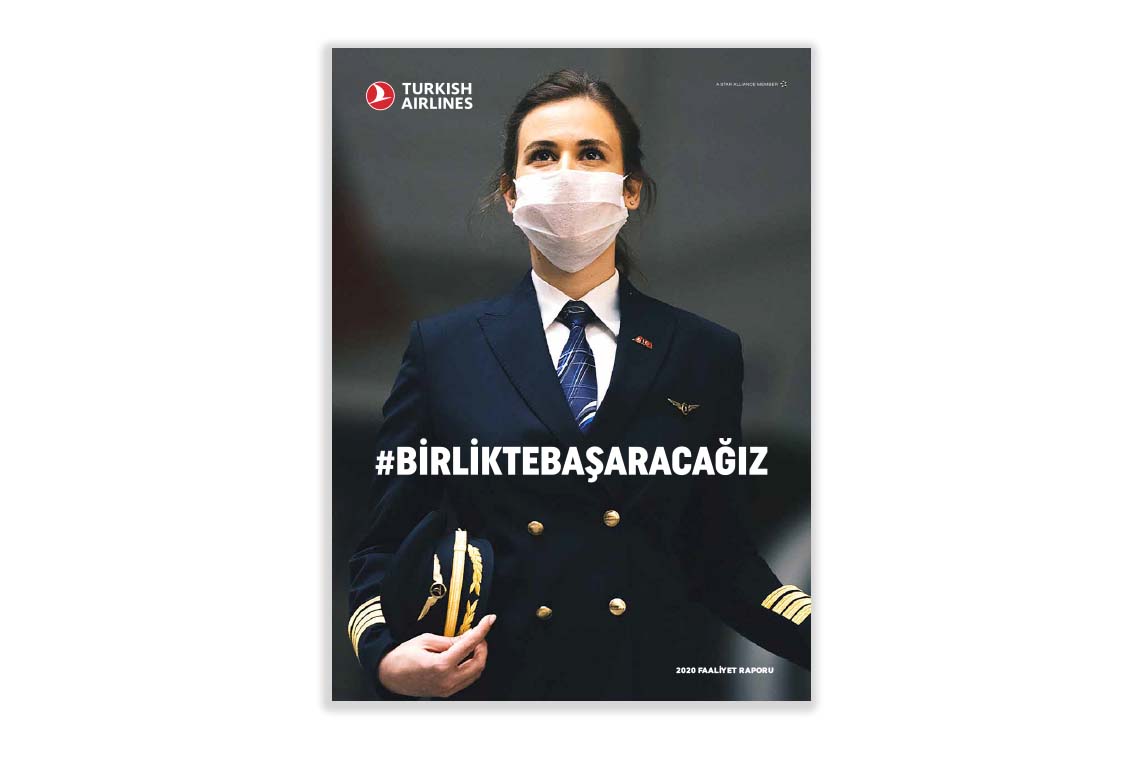 TURKISH
AIRLINES
A STAR ALLIANCE MEMBER
#BİRLİKTEBAŞARACAĞIZ
2020 FAALİYET RAPORU